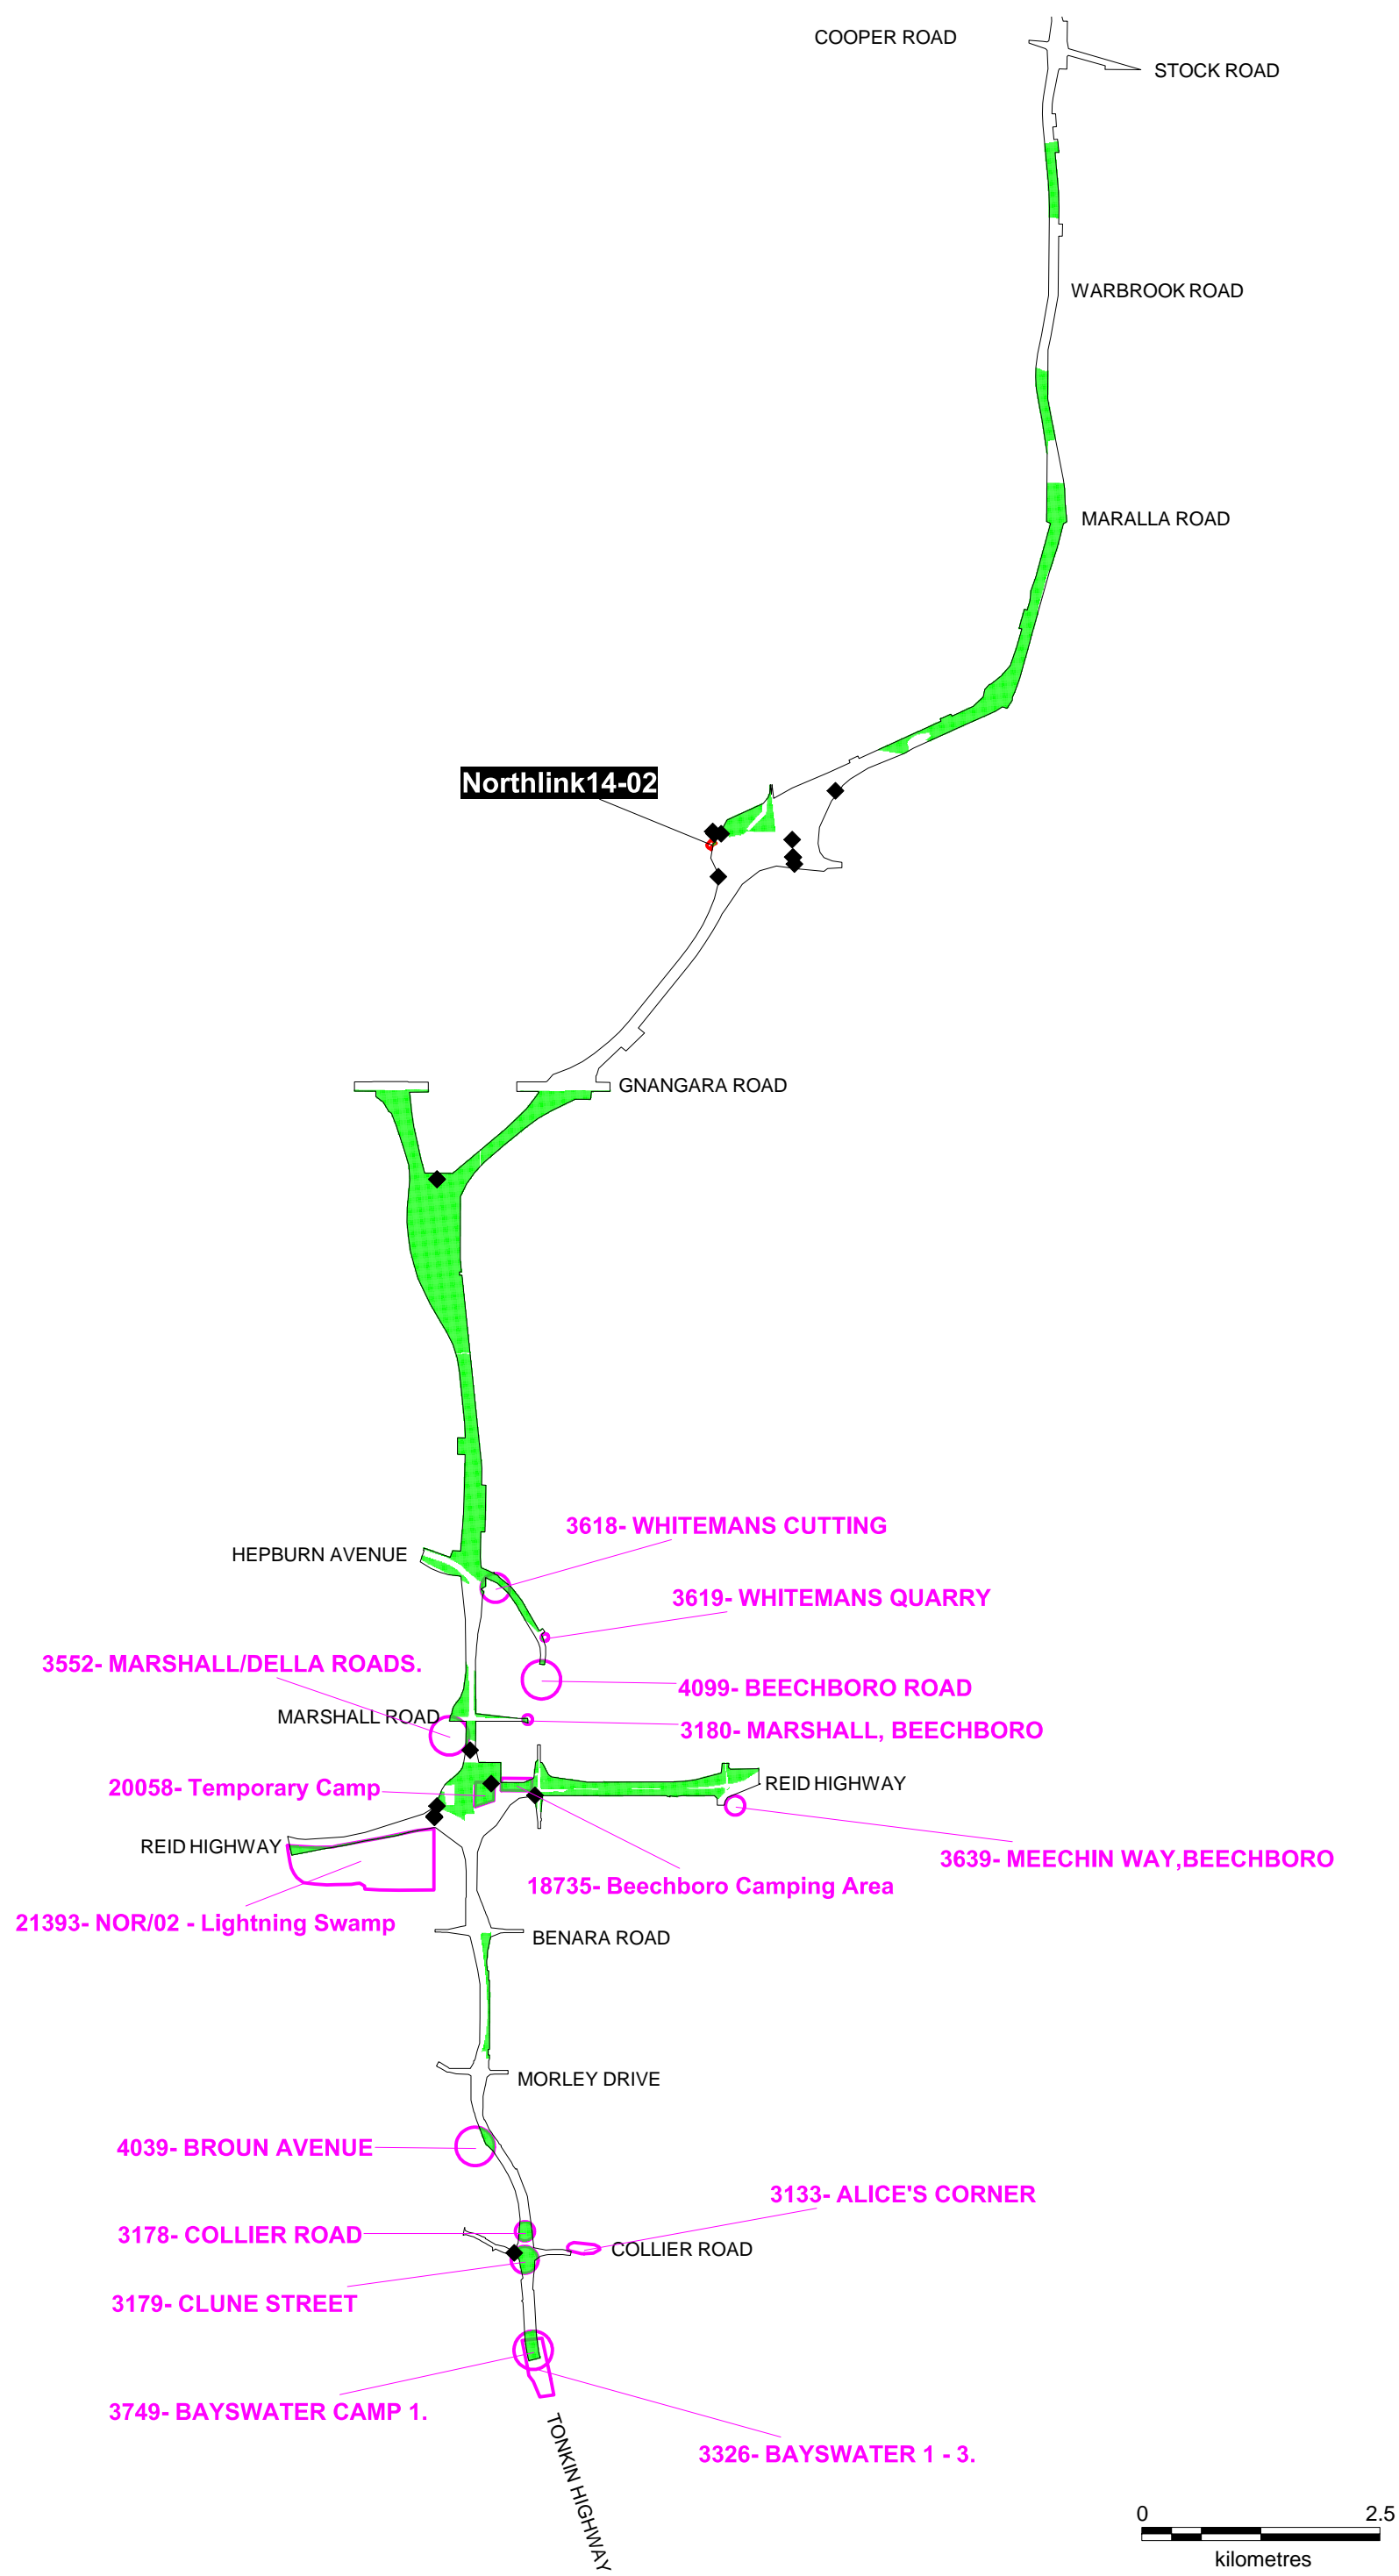 COOPER ROAD
STOCK ROAD
WARBROOK ROAD
MARALLA ROAD
Northlink14-02
GNANGARA ROAD
3618- WHITEMANS CUTTING
HEPBURN AVENUE
3619- WHITEMANS QUARRY
3552- MARSHALL/DELLA ROADS.
4099- BEECHBORO ROAD
MARSHALL ROAD
3180- MARSHALL, BEECHBORO
20058- Temporary Camp
REID HIGHWAY
REID HIGHWAY
3639- MEECHIN WAY,BEECHBORO
18735- Beechboro Camping Area
21393- NOR/02 - Lightning Swamp
BENARA ROAD
MORLEY DRIVE
4039- BROUN AVENUE
3133- ALICE'S CORNER
3178- COLLIER ROAD
COLLIER ROAD
3179- CLUNE STREET
3749- BAYSWATER CAMP 1.
3326- BAYSWATER 1 - 3.
TONKIN HIGHWAY
0 2.5
kilometres